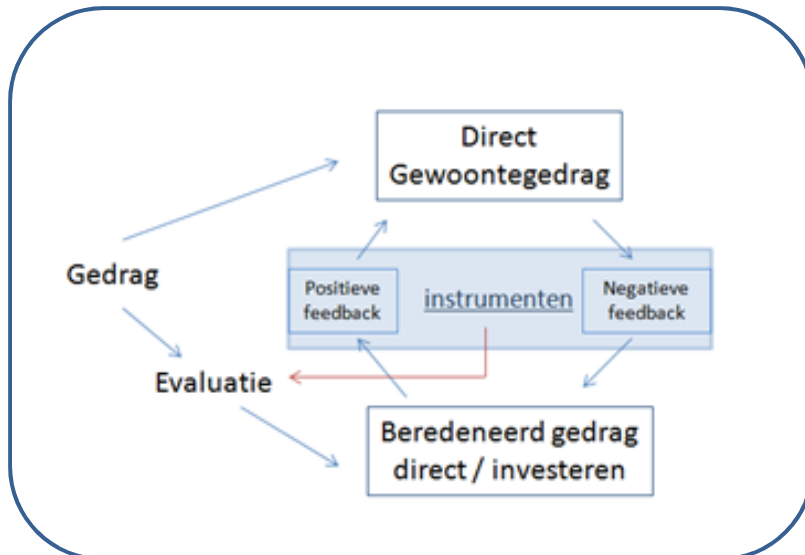 Direct
Gewoontegedrag
Gedrag
Positieve
feedback
instrumenten
Negatieve
feedback
Evaluatie
Beredeneerd gedrag
direct / investeren